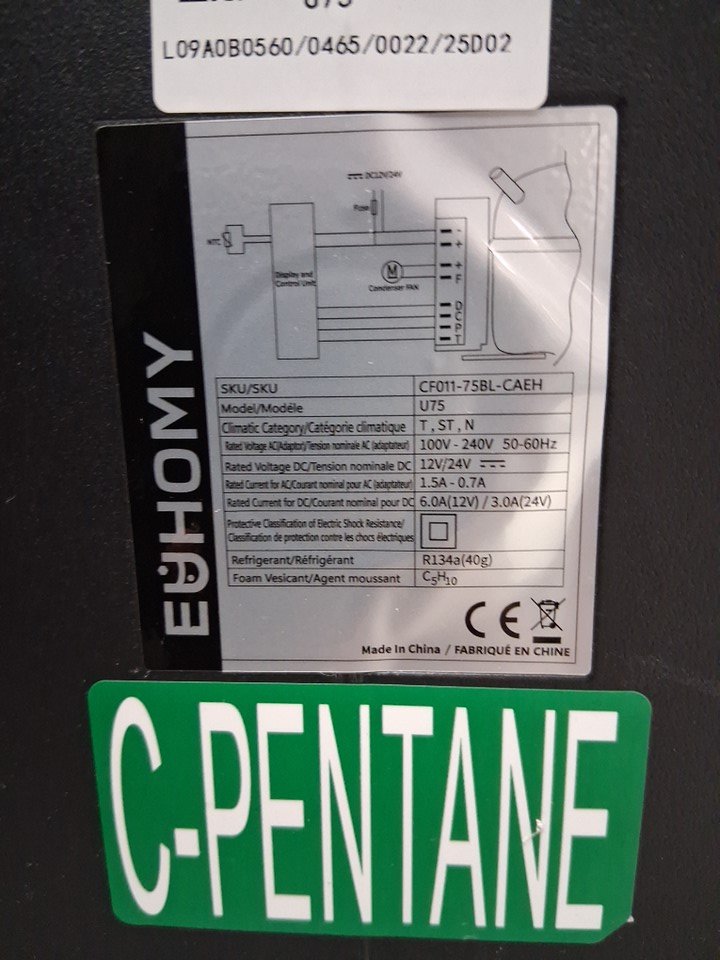 U75
L09A0B0560/0465/0022/25D02
DC12V/24V
Fuse
NTC
Display and
Control Unit
M
Condenser FAN
-
+
+
F
D
C
P
T
EUHOMY
SKU/SKU CF011-75BL-CAEH
Model/Modéle U75
Climatic Category/Catégorie climatique T , ST , N
Rated Voltage AC(Adaptor)/Tension nominale AC (adaptateur) 100V - 240V 50-60Hz
Rated Voltage DC/Tension nominale DC 12V/24V
Rated Current for AC/Courant nominal pour AC (adaptateur) 1.5A - 0.7A
Rated Current for DC/Courant nominal pour DC 6.0A(12V) / 3.0A(24V)
Protective Classification of Electric Shock Resistance/
Classification de protection contre les chocs électriques
Refrigerant/Réfrigérant R134a(40g)
Foam Vesicant/Agent moussant C₅H₁₀
CE
Made In China / FABRIQUÉ EN CHINE
C-PENTANE